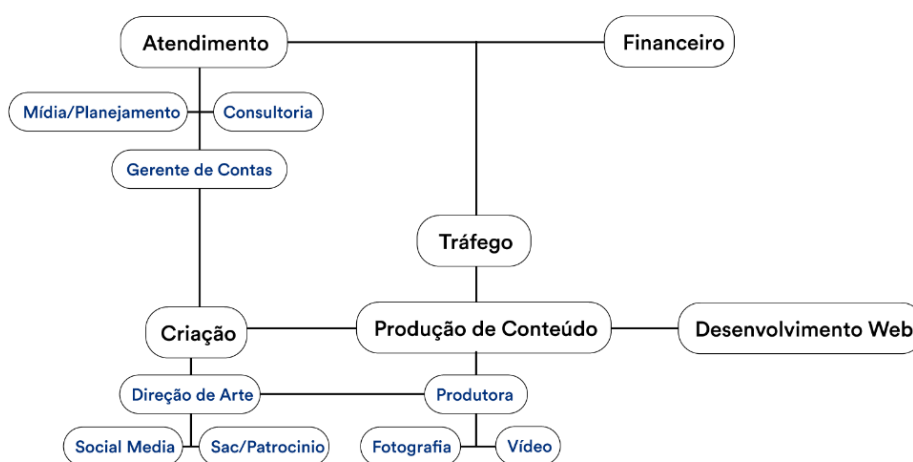 Atendimento
Financeiro
Mídia/Planejamento
Consultoria
Gerente de Contas
Tráfego
Criação
Produção de Conteúdo
Desenvolvimento Web
Direção de Arte
Produtora
Social Media
Sac/Patrocinio
Fotografia
Vídeo